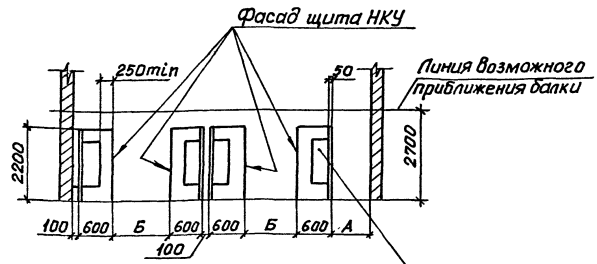 Фасад щита НКУ
250min
50
Линия возможного
приближения балки
2200
2700
100 600 Б 600 600 Б 600 А
100